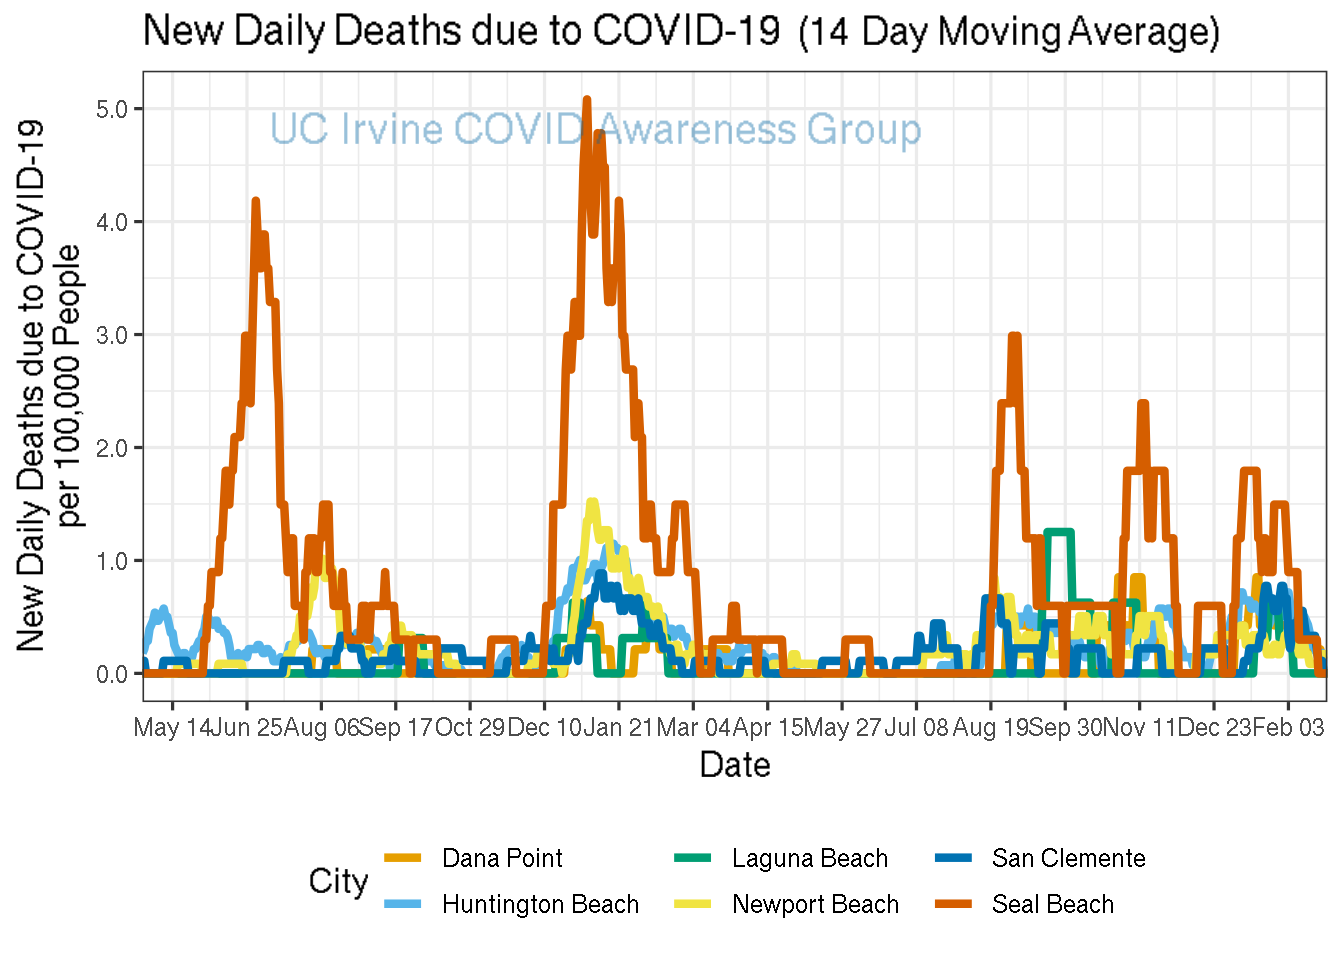 New Daily Deaths due to COVID-19 (14 Day Moving Average)
UC Irvine COVID Awareness Group
New Daily Deaths due to COVID-19
per 100,000 People
5.0
4.0
3.0
2.0
1.0
0.0
May 14 Jun 25 Aug 06 Sep 17 Oct 29 Dec 10 Jan 21 Mar 04 Apr 15 May 27 Jul 08 Aug 19 Sep 30 Nov 11 Dec 23 Feb 03
Date
City
Dana Point Laguna Beach San Clemente
Huntington Beach Newport Beach Seal Beach